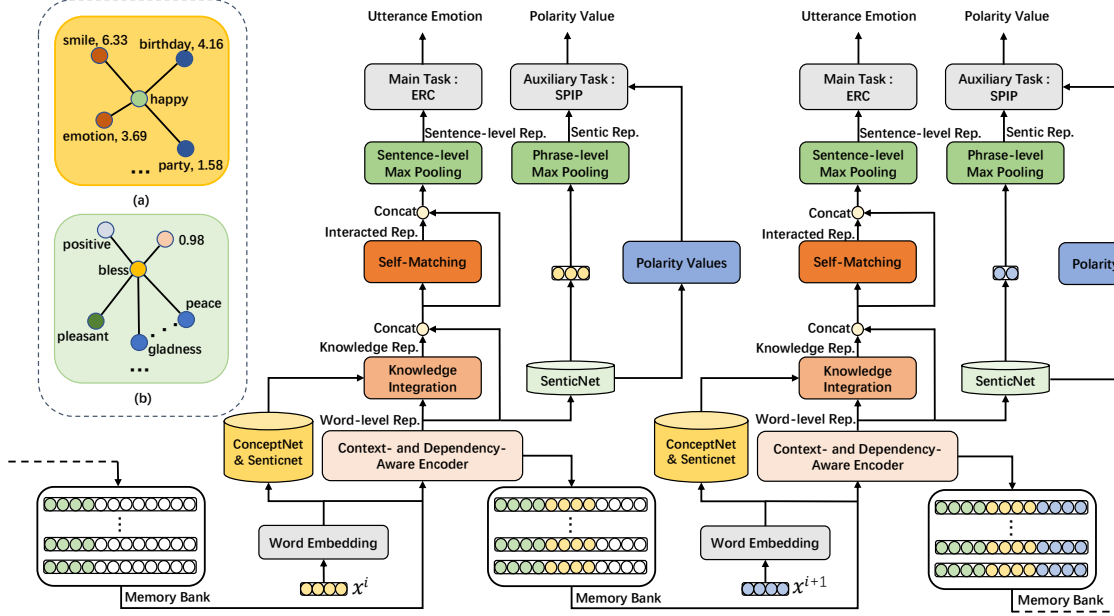 smile, 6.33
birthday, 4.16
happy
emotion, 3.69
party, 1.58
...
(a)
positive
0.98
bless
peace
pleasant
gladness
...
(b)
Utterance Emotion
Polarity Value
Main Task :
ERC
Auxiliary Task :
SPIP
Sentence-level Rep.
Sentic Rep.
Sentence-level
Max Pooling
Phrase-level
Max Pooling
Concat
Interacted Rep.
Self-Matching
Polarity Values
Concat
Knowledge Rep.
Knowledge
Integration
SenticNet
Word-level Rep.
ConceptNet
& Senticnet
Context- and Dependency-
Aware Encoder
Word Embedding
x^i
Memory Bank
Utterance Emotion
Polarity Value
Main Task :
ERC
Auxiliary Task :
SPIP
Sentence-level Rep.
Sentic Rep.
Sentence-level
Max Pooling
Phrase-level
Max Pooling
Concat
Interacted Rep.
Self-Matching
Polarity
Concat
Knowledge Rep.
Knowledge
Integration
SenticNet
Word-level Rep.
ConceptNet
& Senticnet
Context- and Dependency-
Aware Encoder
Word Embedding
x^{i+1}
Memory Bank
Memory Bank